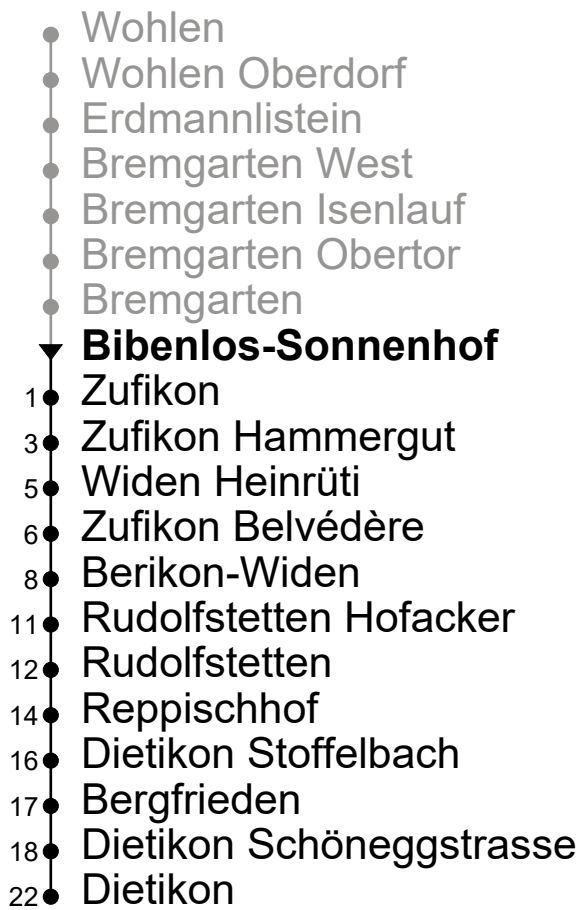 Wohlen
Wohlen Oberdorf
Erdmannlistein
Bremgarten West
Bremgarten Isenlauf
Bremgarten Obertor
Bremgarten
Bibenlos-Sonnenhof
1 Zufikon
3 Zufikon Hammergut
5 Widen Heinrüti
6 Zufikon Belvédère
8 Berikon-Widen
11 Rudolfstetten Hofacker
12 Rudolfstetten
14 Reppischhof
16 Dietikon Stoffelbach
17 Bergfrieden
18 Dietikon Schöneggstrasse
22 Dietikon